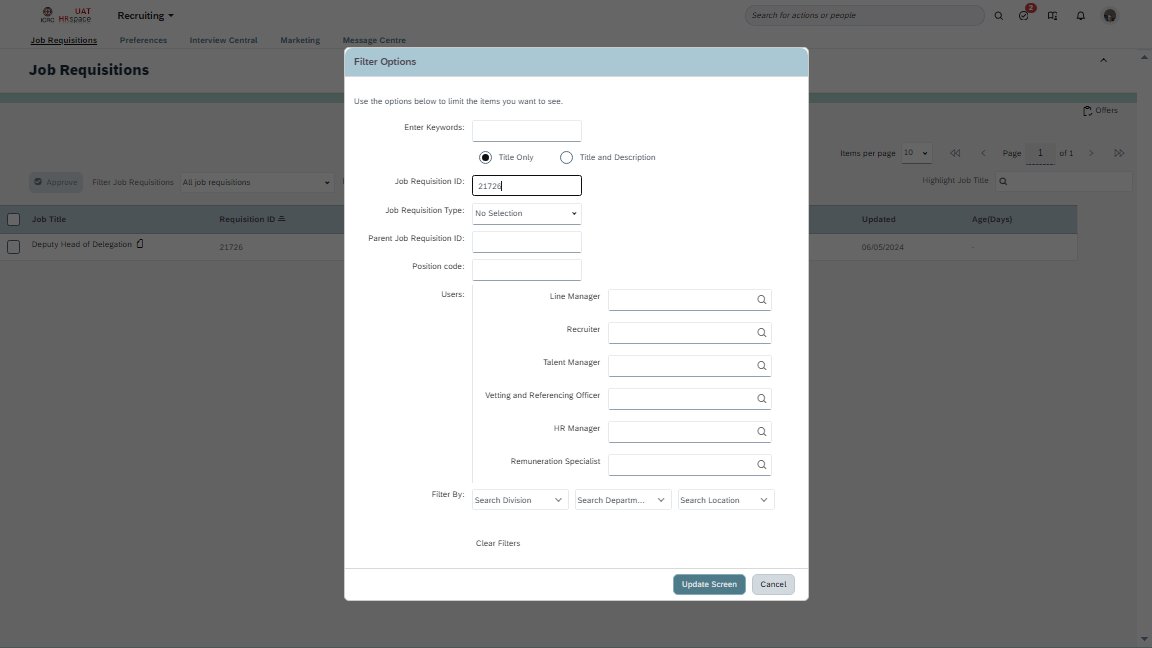 ICRC UAT HRspace
Recruiting
Search for actions or people
2
Job Requisitions Preferences Interview Central Marketing Message Centre
Job Requisitions
Offers
Items per page 10 Page 1 of 1
Approve Filter Job Requisitions All job requisitions
Highlight Job Title
Job Title Requisition ID Updated Age(Days)
Deputy Head of Delegation 21726 06/05/2024 -
Filter Options
Use the options below to limit the items you want to see.
Enter Keywords:
Title Only Title and Description
Job Requisition ID: 21726
Job Requisition Type: No Selection
Parent Job Requisition ID:
Position code:
Users: Line Manager
Recruiter
Talent Manager
Vetting and Referencing Officer
HR Manager
Remuneration Specialist
Filter By: Search Division Search Departm... Search Location
Clear Filters
Update Screen Cancel